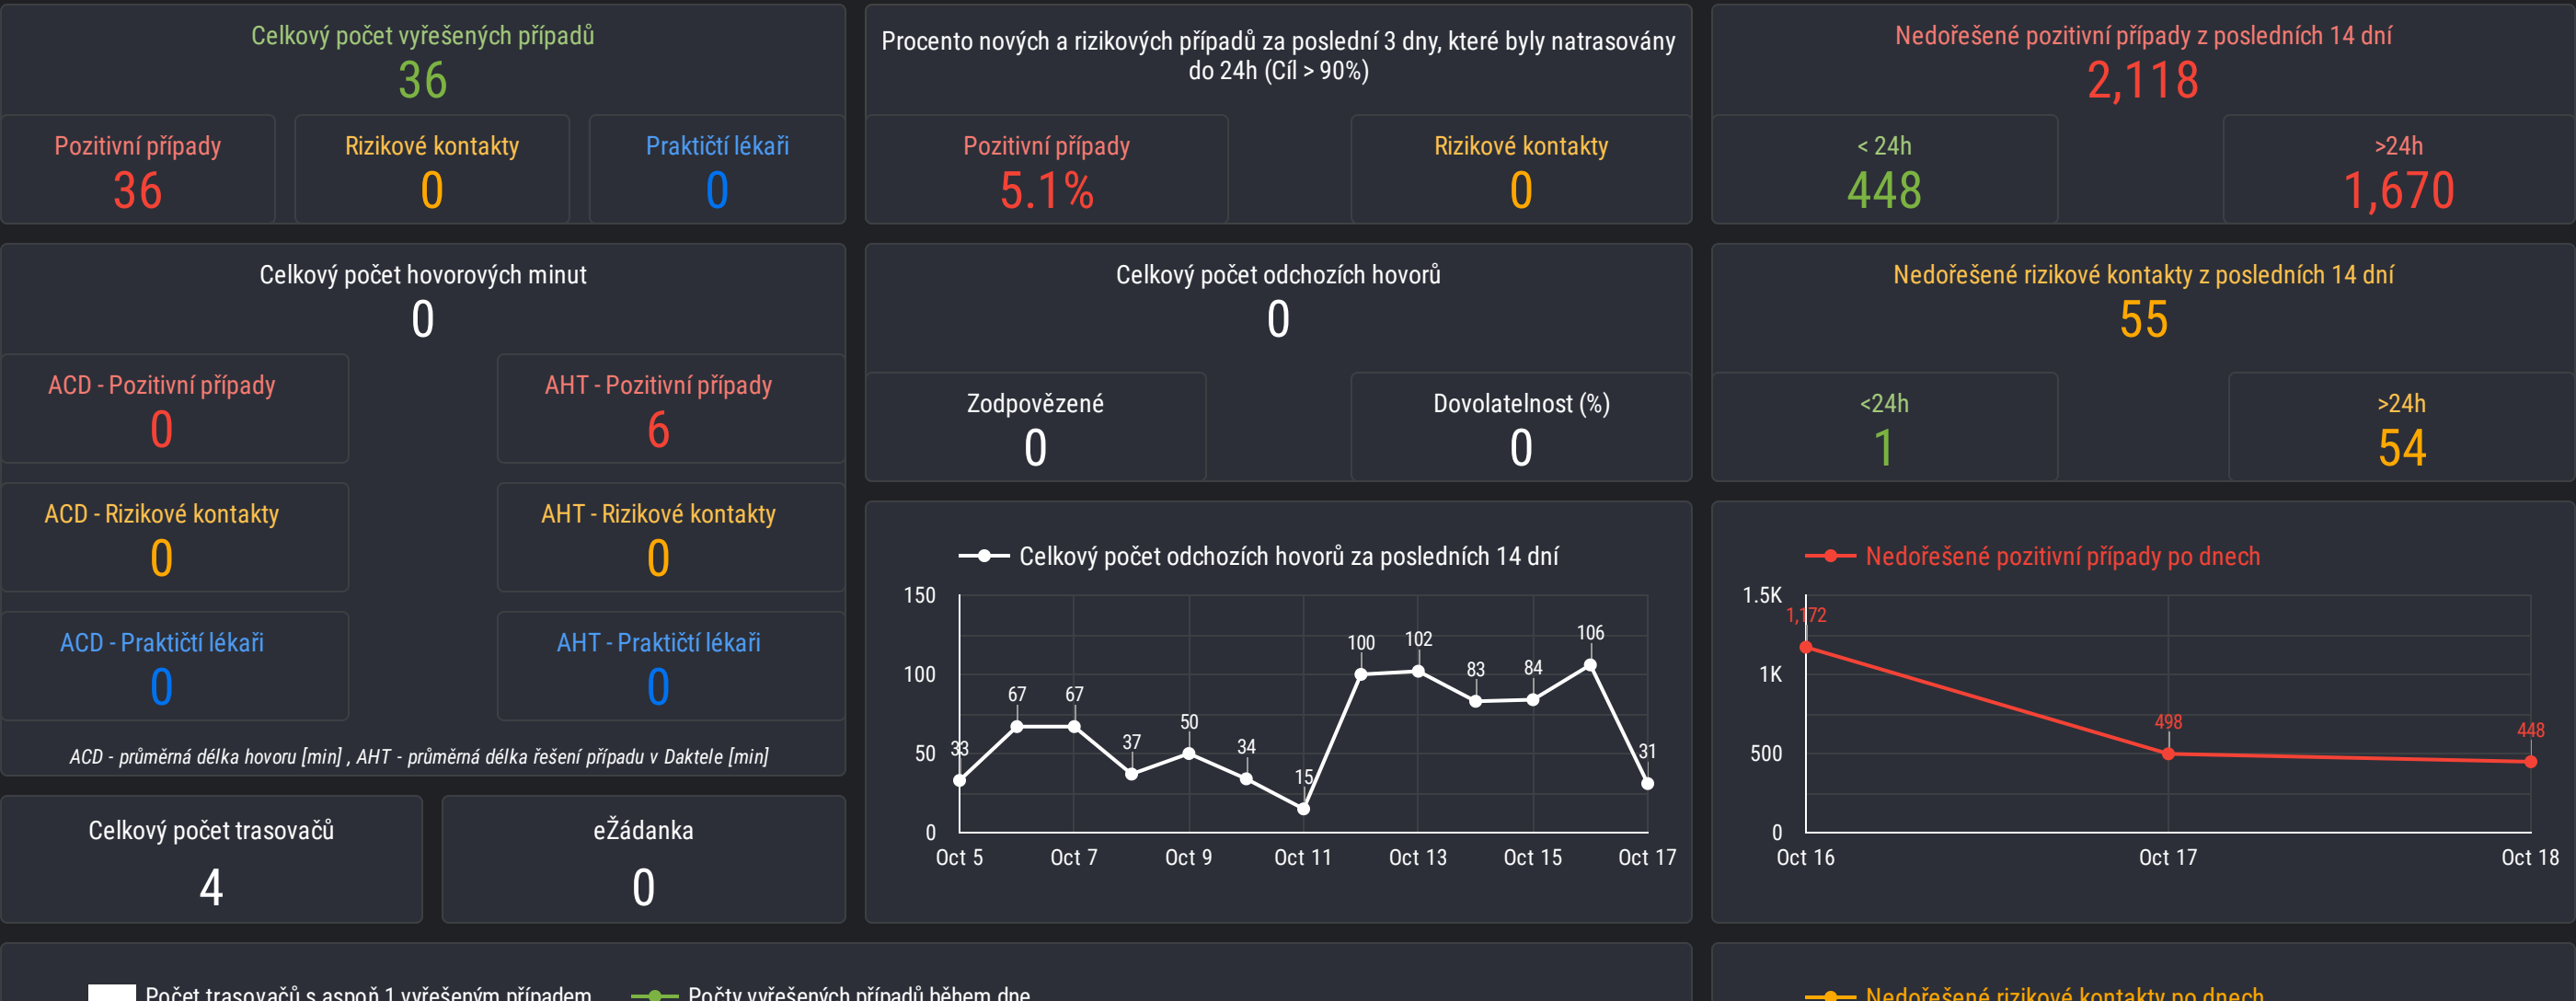 Celkový počet vyřešených případů
36
Pozitivní případy
36
Rizikové kontakty
0
Praktičtí lékaři
0
Procento nových a rizikových případů za poslední 3 dny, které byly natrasovány
do 24h (Cíl > 90%)
Pozitivní případy
5.1%
Rizikové kontakty
0
Nedořešené pozitivní případy z posledních 14 dní
2,118
< 24h
448
>24h
1,670
Celkový počet hovorových minut
0
ACD - Pozitivní případy
0
AHT - Pozitivní případy
6
ACD - Rizikové kontakty
0
AHT - Rizikové kontakty
0
ACD - Praktičtí lékaři
0
AHT - Praktičtí lékaři
0
ACD - průměrná délka hovoru [min] , AHT - průměrná délka řešení případu v Daktele [min]
Celkový počet odchozích hovorů
0
Zodpovězené
0
Dovolatelnost (%)
0
Nedořešené rizikové kontakty z posledních 14 dní
55
<24h
1
>24h
54
Celkový počet trasovačů
4
eŽádanka
0
Celkový počet odchozích hovorů za posledních 14 dní
150
100
50
0
33
67
67
37
50
34
15
100
102
83
84
106
31
Oct 5
Oct 7
Oct 9
Oct 11
Oct 13
Oct 15
Oct 17
Nedořešené pozitivní případy po dnech
1.5K
1K
500
0
1,172
498
448
Oct 16
Oct 17
Oct 18
Počet trasovačů s aspoň 1 vyřešeným případem
Počty vyřešených případů během dne
Nedořešené rizikové kontakty po dnech